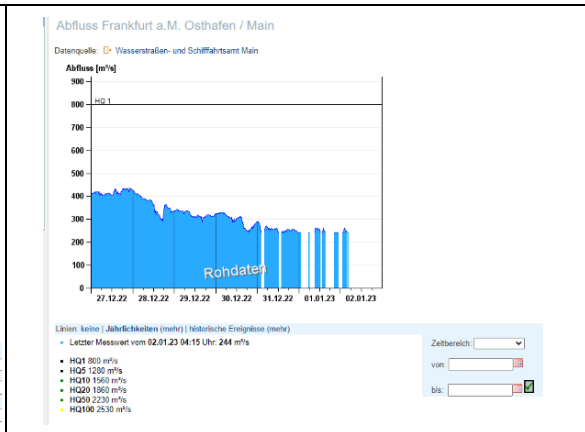 Abfluss Frankfurt a.M. Osthafen / Main
Datenquelle: Wasserstraßen- und Schifffahrtsamt Main
Abfluss [m³/s]
900
800
HQ 1
700
600
500
400
300
200
100
0
Rohdaten
27.12.22 28.12.22 29.12.22 30.12.22 31.12.22 01.01.23 02.01.23
Linien: keine | Jährlichkeiten (mehr) | historische Ereignisse (mehr)
Letzter Messwert vom 02.01.23 04:15 Uhr: 244 m³/s
HQ1 800 m³/s
HQ5 1280 m³/s
HQ10 1560 m³/s
HQ20 1860 m³/s
HQ50 2230 m³/s
HQ100 2530 m³/s
Zeitbereich:
von:
bis: